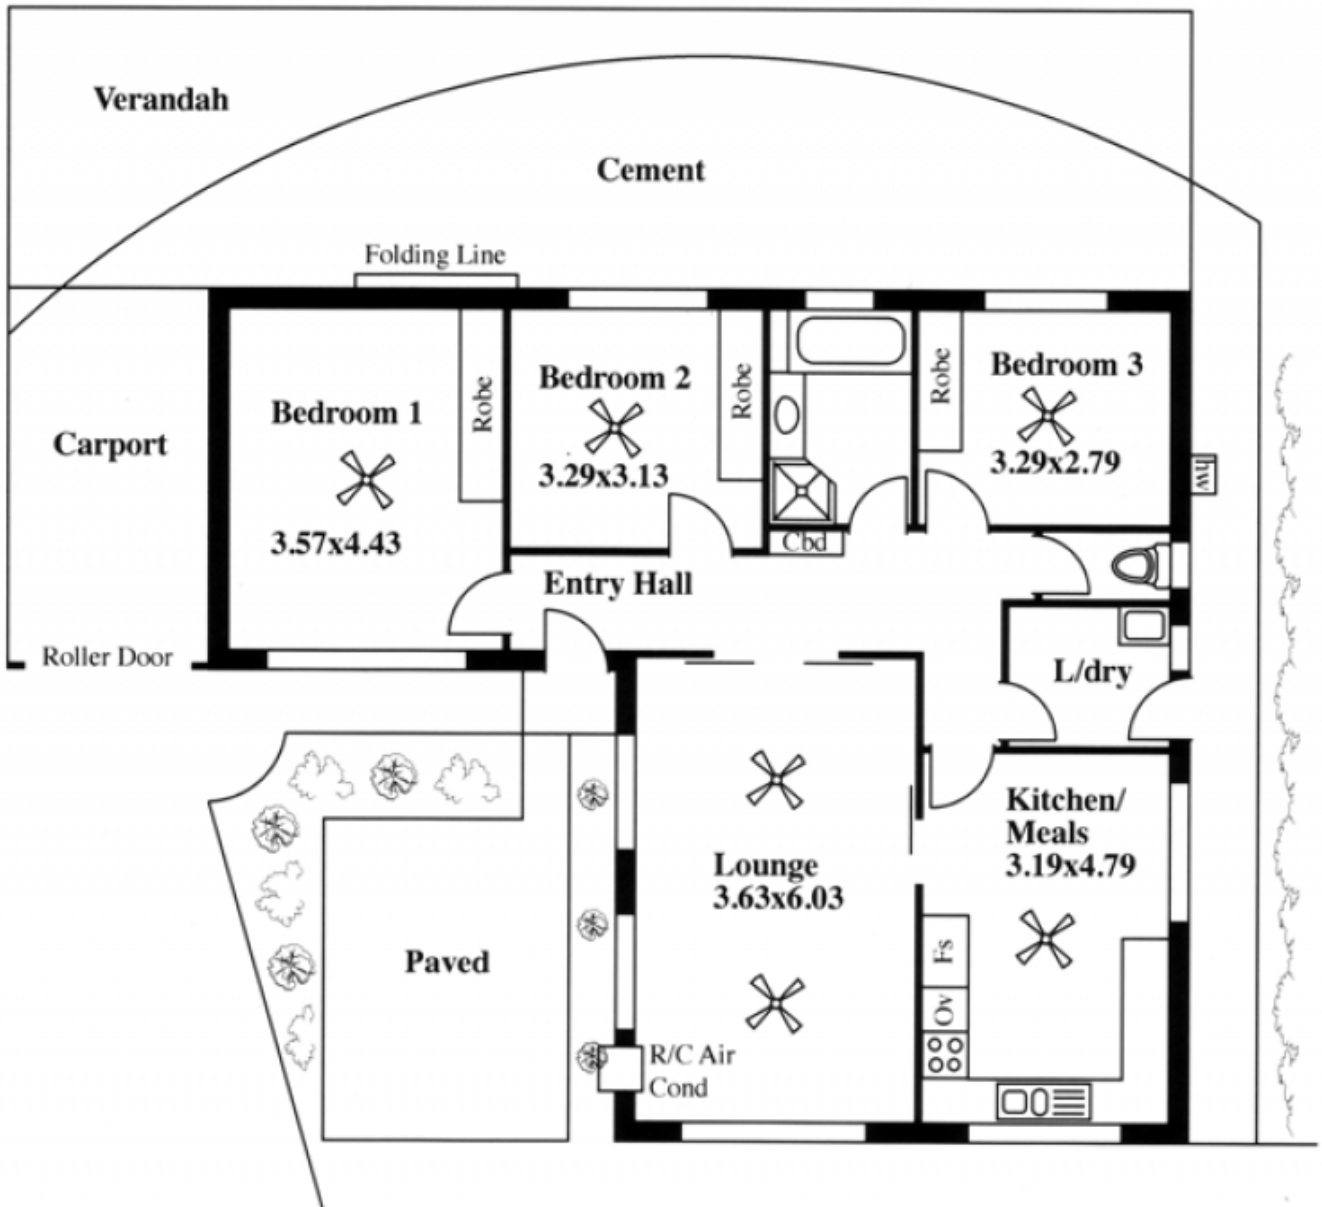 Verandah
Cement
Folding Line
Carport
Bedroom 1
3.57x4.43
Robe
Bedroom 2
3.29x3.13
Robe
Robe
Bedroom 3
3.29x2.79
hw
Cbd
Entry Hall
Roller Door
L/dry
Kitchen/
Meals
3.19x4.79
Lounge
3.63x6.03
Paved
Fs
Ov
R/C Air
Cond